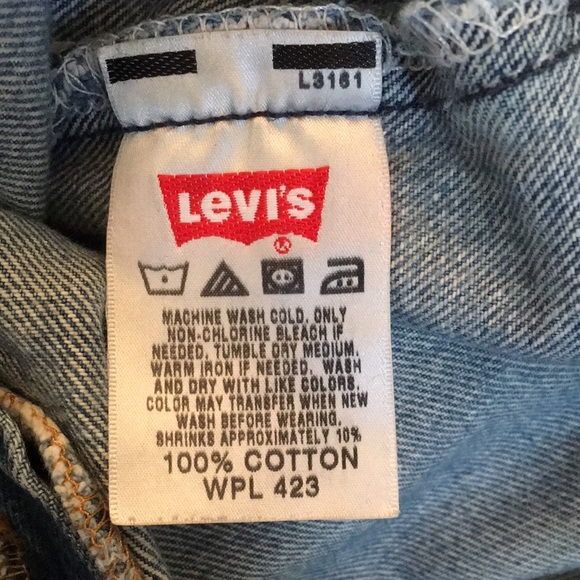 L3161
LEVI'S
MACHINE WASH COLD. ONLY
NON-CHLORINE BLEACH IF
NEEDED. TUMBLE DRY MEDIUM.
WARM IRON IF NEEDED. WASH
AND DRY WITH LIKE COLORS.
COLOR MAY TRANSFER WHEN NEW
WASH BEFORE WEARING.
SHRINKS APPROXIMATELY 10%
100% COTTON
WPL 423